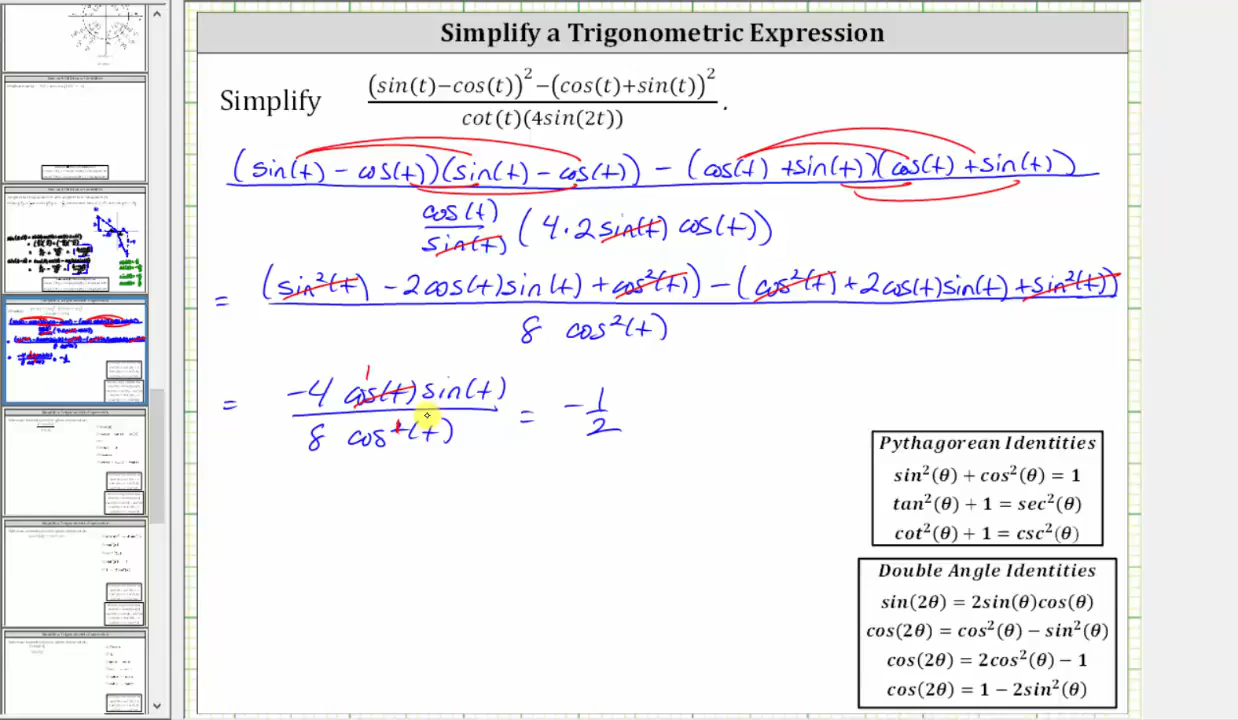 Simplify a Trigonometric Expression
Simplify (sin(t)−cos(t))²−(cos(t)+sin(t))² / cot(t)(4sin(2t)) .
(sin(t) − cos(t))(sin(t) − cos(t)) − (cos(t) + sin(t))(cos(t) + sin(t))
cos(t)/sin(t) (4·2sin(t) cos(t))
= (sin²(t) − 2cos(t)sin(t) + cos²(t)) − (cos²(t) + 2cos(t)sin(t) + sin²(t))
8 cos²(t)
1
= −4 cos(t) sin(t) / 8 cos²(t) = −1/2
Pythagorean Identities
sin²(θ) + cos²(θ) = 1
tan²(θ) + 1 = sec²(θ)
cot²(θ) + 1 = csc²(θ)
Double Angle Identities
sin(2θ) = 2sin(θ)cos(θ)
cos(2θ) = cos²(θ) − sin²(θ)
cos(2θ) = 2cos²(θ) − 1
cos(2θ) = 1 − 2sin²(θ)